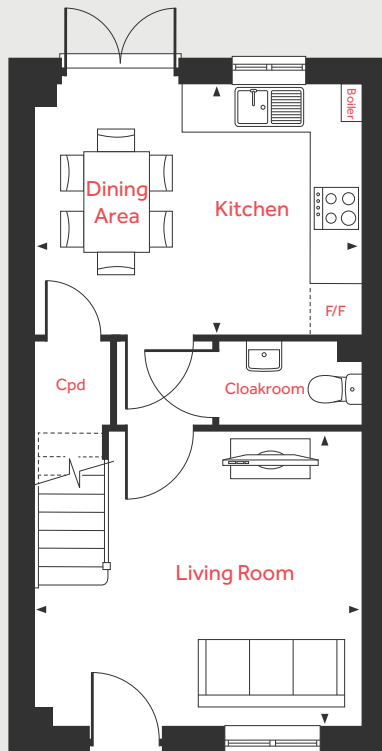 Boiler
Dining
Area
Kitchen
F/F
Cpd
Cloakroom
Living Room